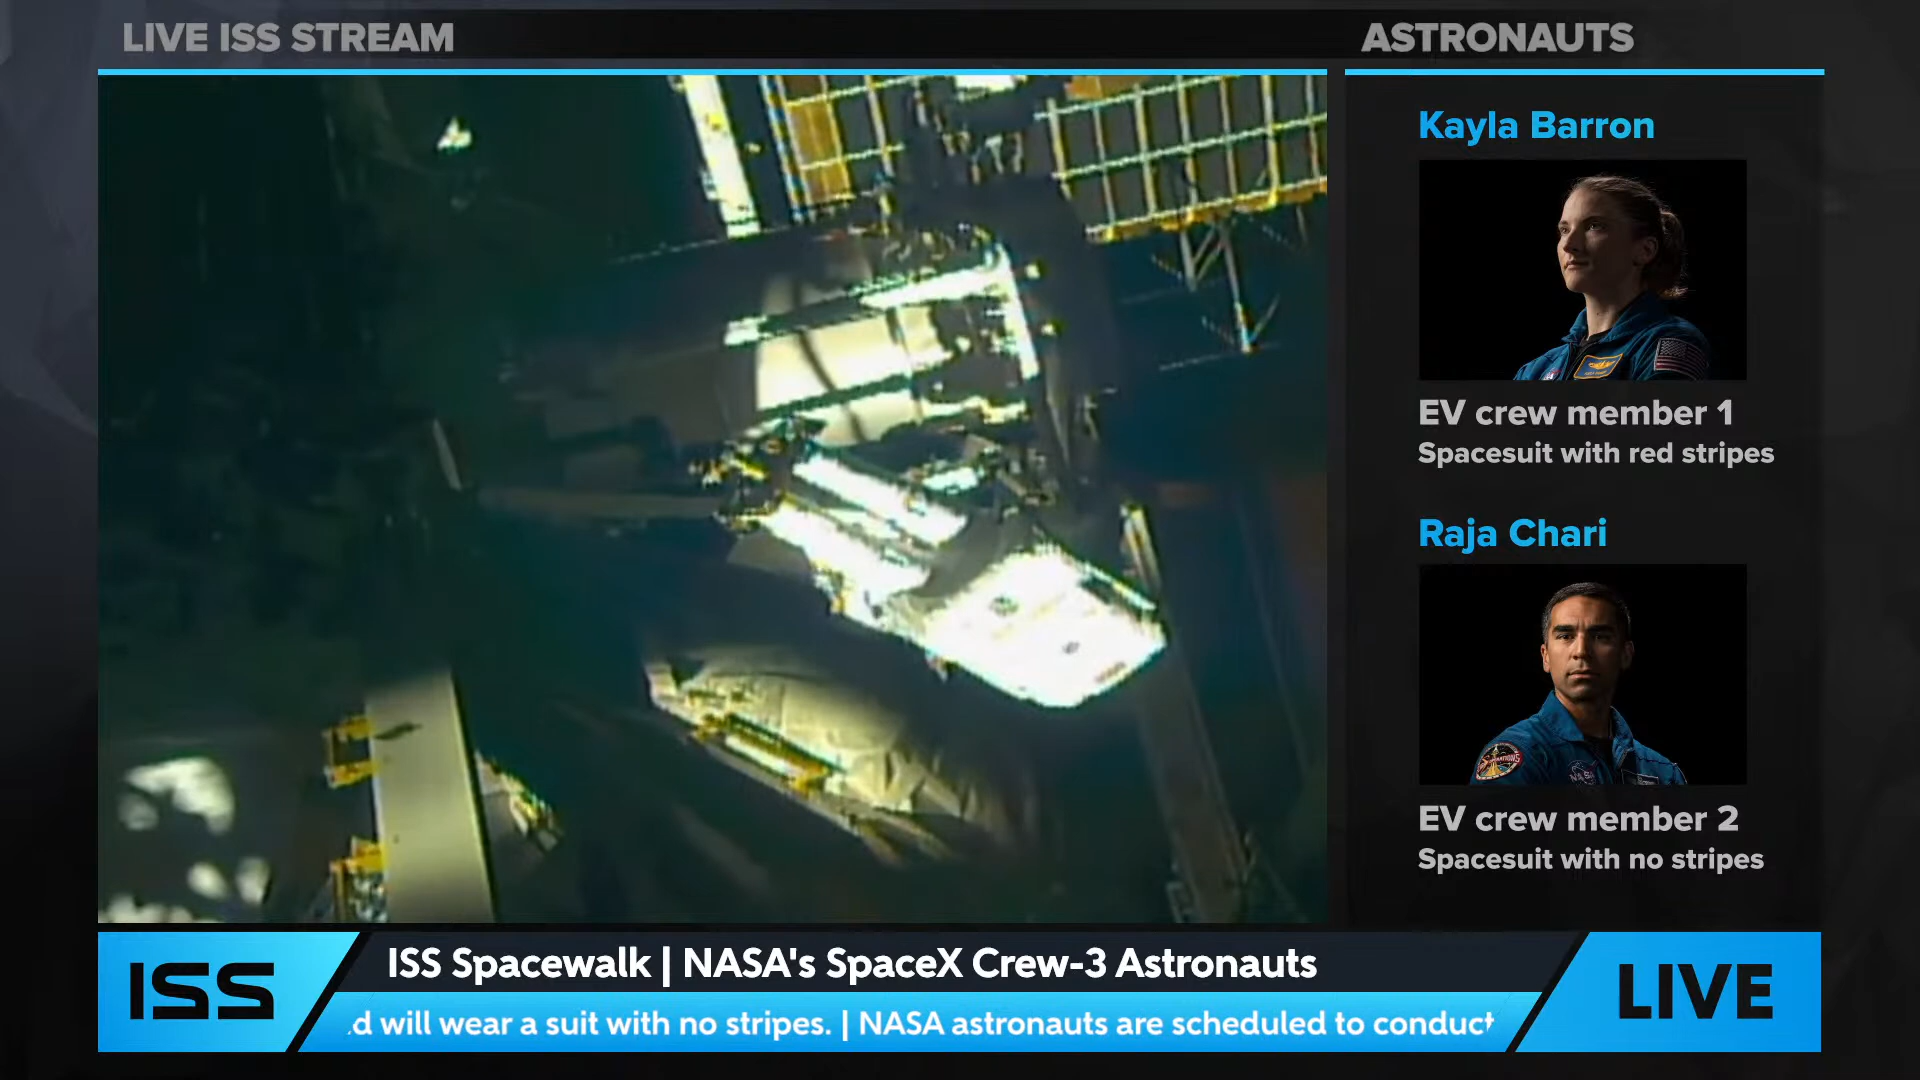 LIVE ISS STREAM
ASTRONAUTS
Kayla Barron
EV crew member 1
Spacesuit with red stripes
Raja Chari
NASA
EV crew member 2
Spacesuit with no stripes
ISS
ISS Spacewalk | NASA's SpaceX Crew-3 Astronauts
d will wear a suit with no stripes. | NASA astronauts are scheduled to conduct
LIVE